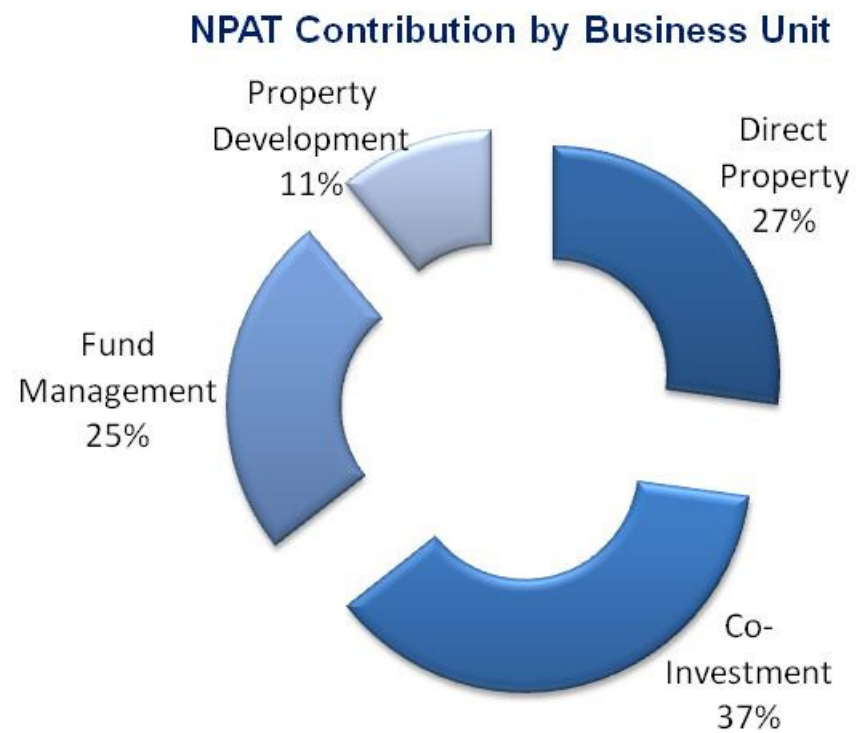 NPAT Contribution by Business Unit
Property
Development
11%
Direct
Property
27%
Fund
Management
25%
Co-
Investment
37%